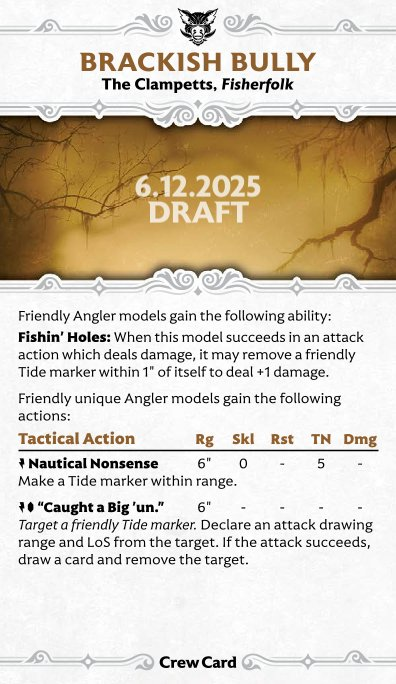 BRACKISH BULLY
The Clampetts, Fisherfolk
6.12.2025
DRAFT
Friendly Angler models gain the following ability:
Fishin' Holes: When this model succeeds in an attack
action which deals damage, it may remove a friendly
Tide marker within 1" of itself to deal +1 damage.
Friendly unique Angler models gain the following
actions:
Tactical Action Rg Skl Rst TN Dmg
Nautical Nonsense 6" 0 - 5 -
Make a Tide marker within range.
"Caught a Big 'un." 6" - - - -
Target a friendly Tide marker. Declare an attack drawing
range and LoS from the target. If the attack succeeds,
draw a card and remove the target.
Crew Card